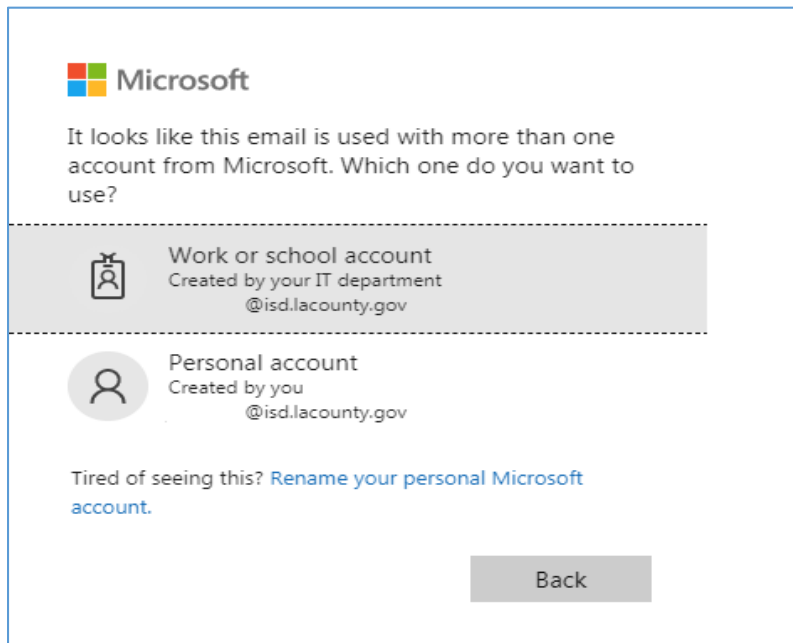 Microsoft
It looks like this email is used with more than one
account from Microsoft. Which one do you want to
use?
Work or school account
Created by your IT department
@isd.lacounty.gov
Personal account
Created by you
@isd.lacounty.gov
Tired of seeing this? Rename your personal Microsoft
account.
Back